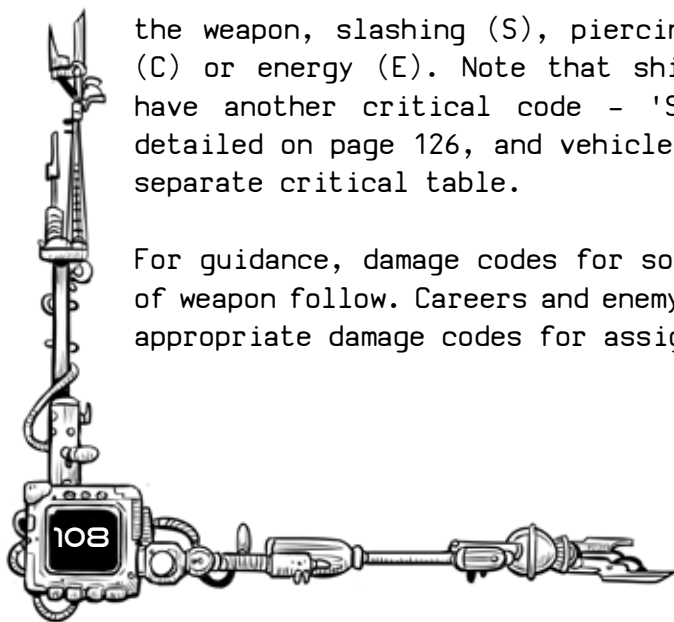 the weapon, slashing (S), piercin
(C) or energy (E). Note that shi
have another critical code – 'S
detailed on page 126, and vehicle
separate critical table.
For guidance, damage codes for so
of weapon follow. Careers and enemy
appropriate damage codes for assig
108